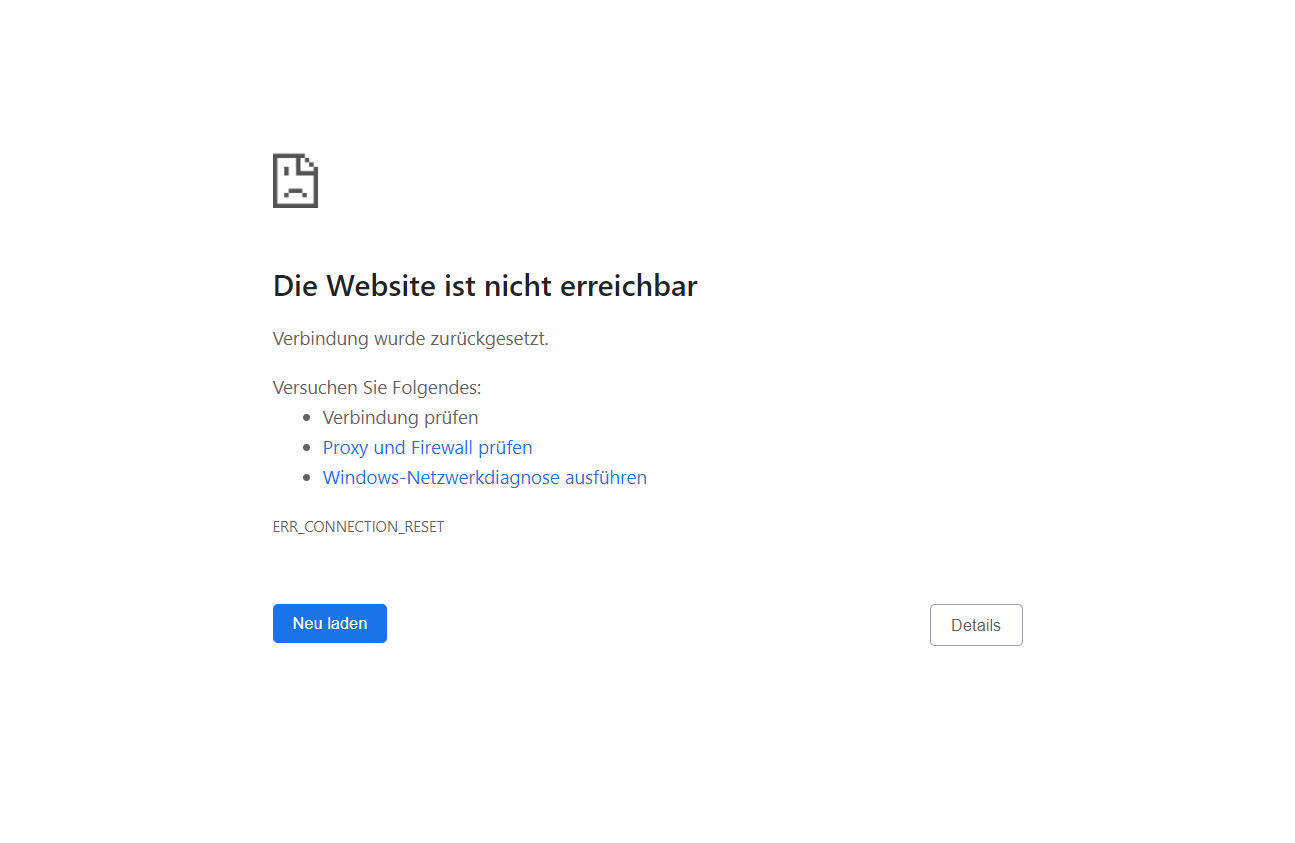 Die Website ist nicht erreichbar
Verbindung wurde zurückgesetzt.
Versuchen Sie Folgendes:
Verbindung prüfen
Proxy und Firewall prüfen
Windows-Netzwerkdiagnose ausführen
ERR_CONNECTION_RESET
Neu laden
Details